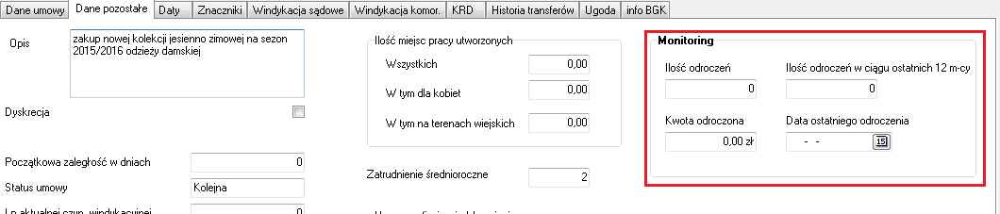 Dane umowy Dane pozostałe Daty Znaczniki Windykacja sądowe Windykacja komor. KRD Historia transferów Ugoda info BGK
Opis
zakup nowej kolekcji jesienno zimowej na sezon
2015/2016 odzieży damskiej
Dyskrecja
Początkowa zaległość w dniach 0
Status umowy Kolejna
Lp aktualnej czyn. windykacyjnej 0
Ilość miejsc pracy utworzonych
Wszystkich 0,00
W tym dla kobiet 0,00
W tym na terenach wiejskich 0,00
Zatrudnienie średnioroczne 2
Monitoring
Ilość odroczeń Ilość odroczeń w ciągu ostatnich 12 m-cy
0 0
Kwota odroczona Data ostatniego odroczenia
0,00 zł - - 15